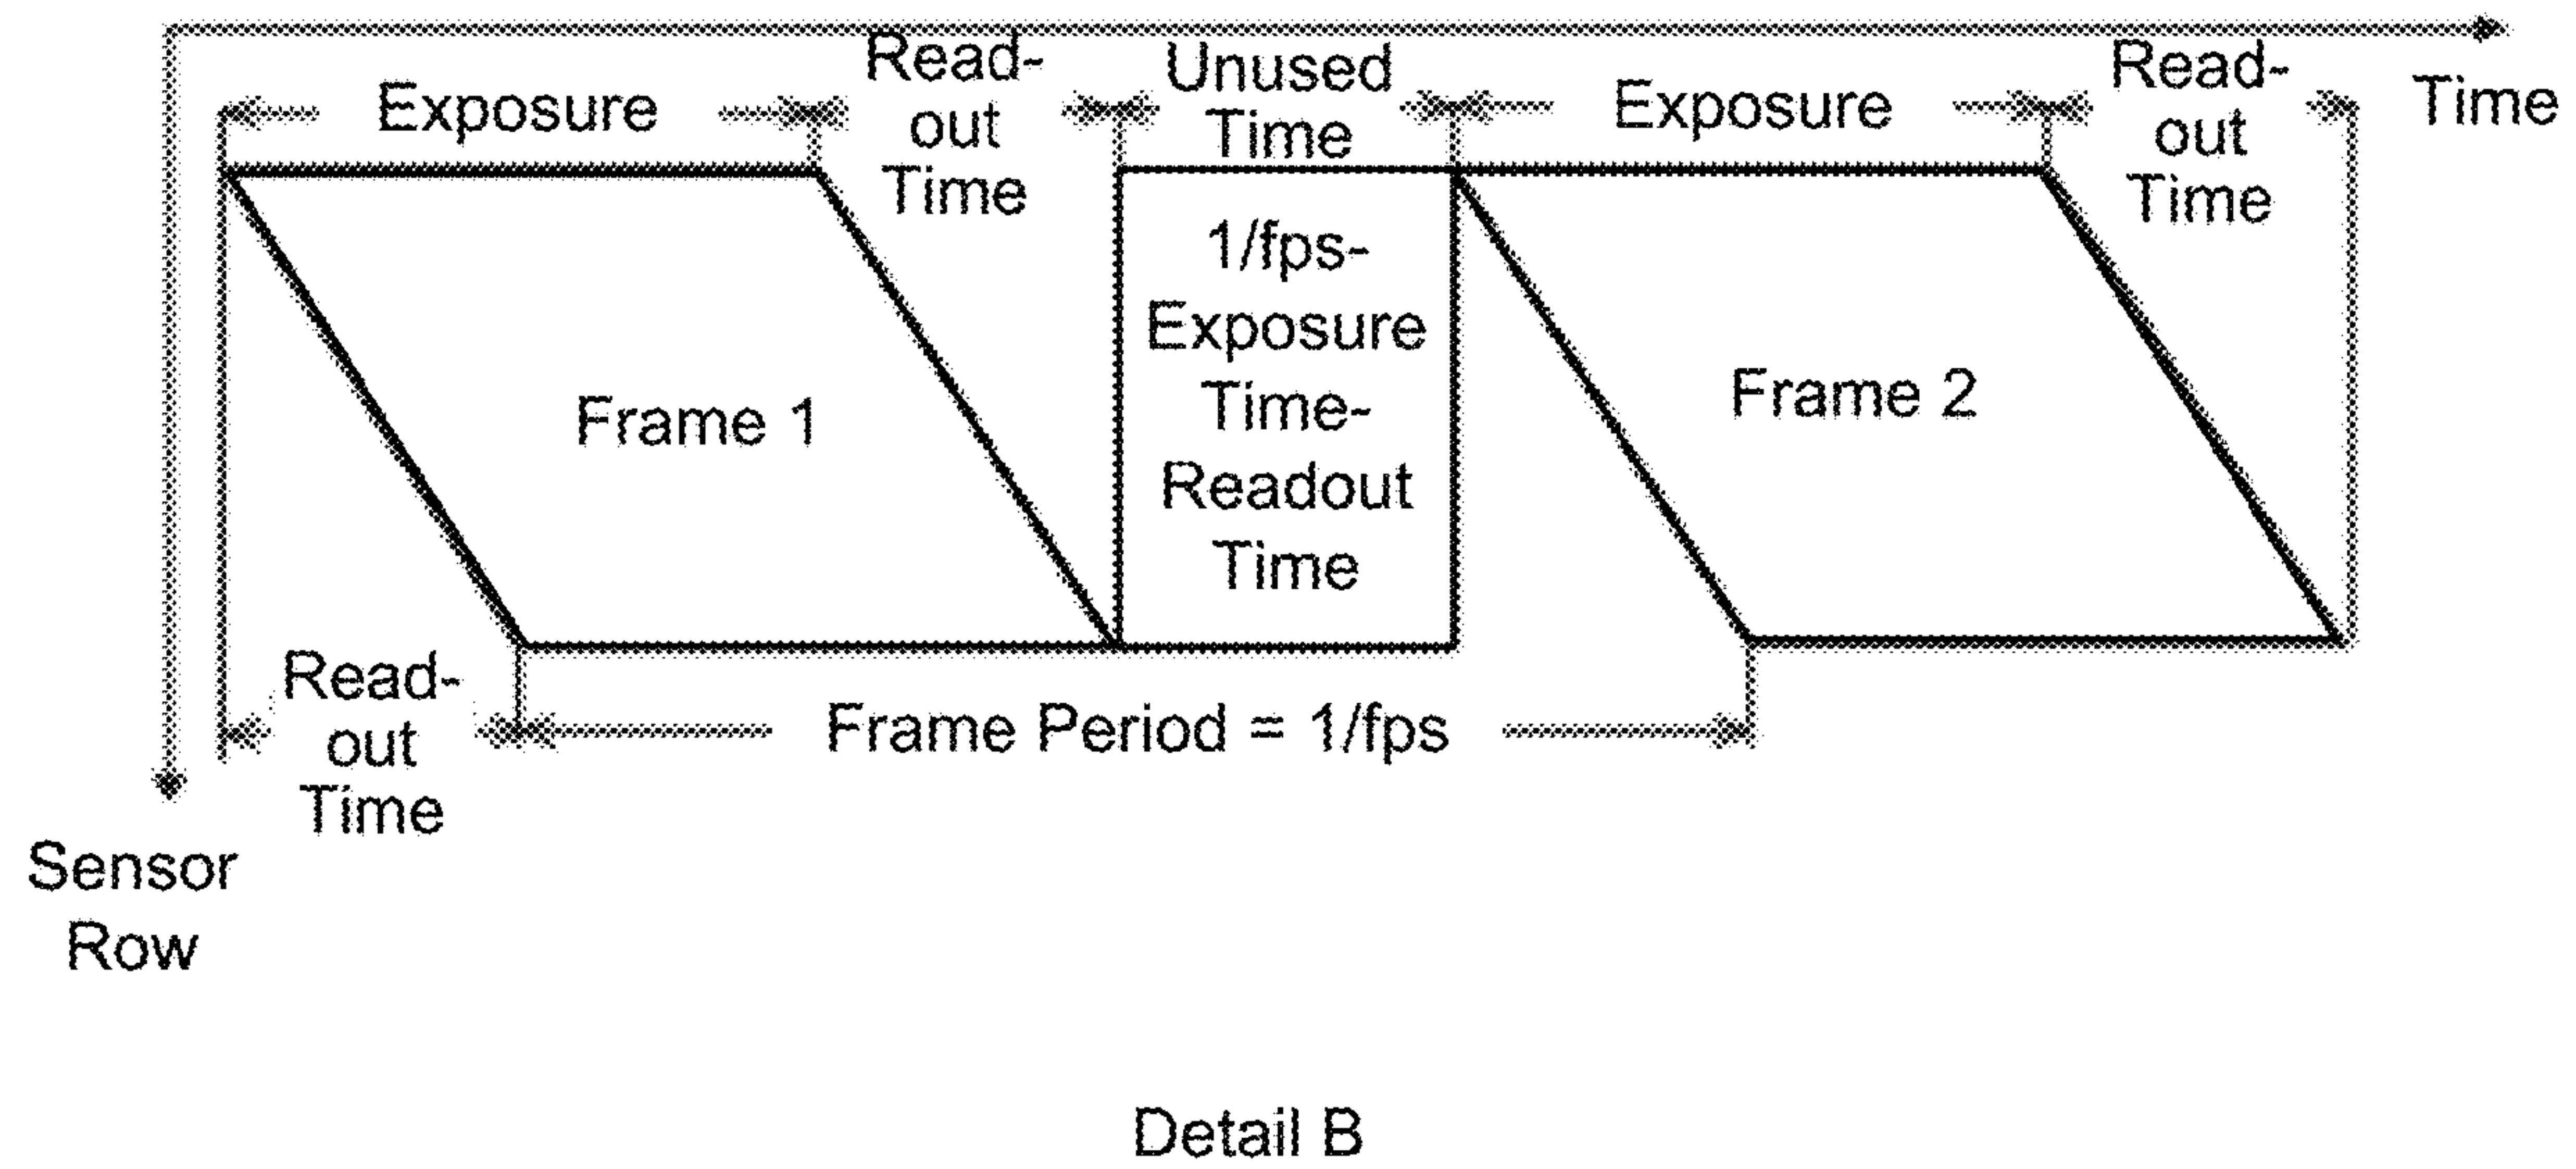 Exposure
Read-
out
Time
Unused
Time
Exposure
Read-
out
Time
Time
Frame 1
1/fps-
Exposure
Time-
Readout
Time
Frame 2
Read-
out
Time
Frame Period = 1/fps
Sensor
Row
Detail B